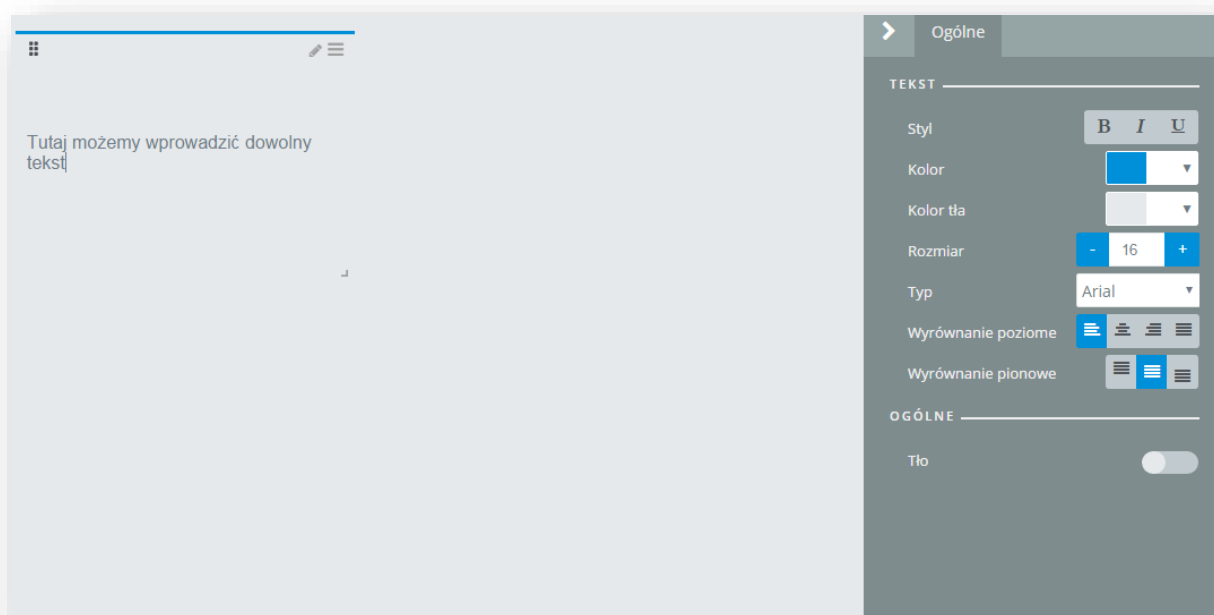 Tutaj możemy wprowadzić dowolny
tekst
Ogólne
TEKST
Styl B I U
Kolor
Kolor tła
Rozmiar - 16 +
Typ Arial
Wyrównanie poziome
Wyrównanie pionowe
OGÓLNE
Tło